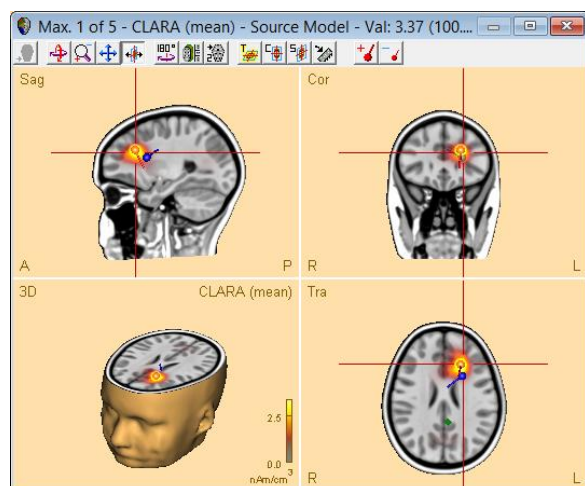 Max. 1 of 5 - CLARA (mean) - Source Model - Val: 3.37 (100....
180°
T
C
S
Sag
A
P
Cor
R
L
3D
CLARA (mean)
2.5
0
nAm/cm³
Tra
R
L